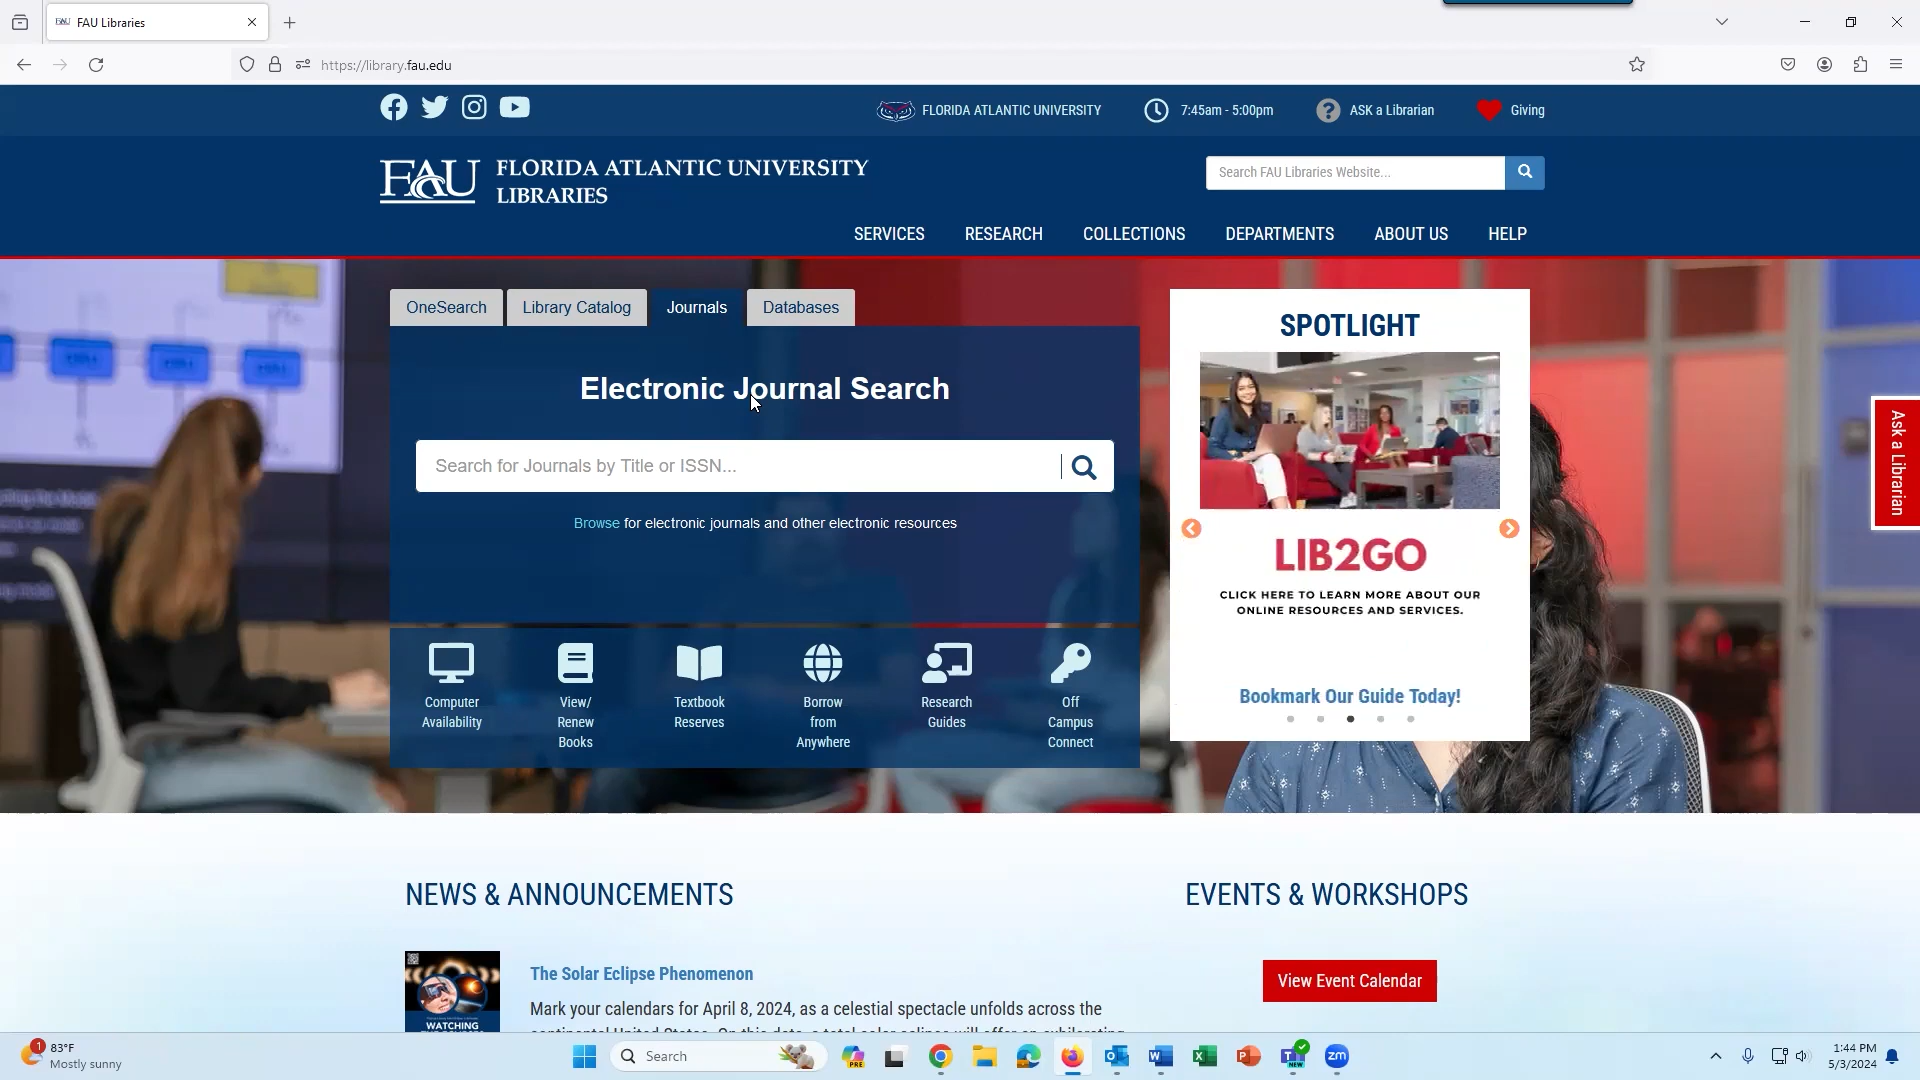 FAU Libraries
https://library.fau.edu
FLORIDA ATLANTIC UNIVERSITY
7:45am - 5:00pm
ASK a Librarian
Giving
FAU
FLORIDA ATLANTIC UNIVERSITY
LIBRARIES
Search FAU Libraries Website...
SERVICES
RESEARCH
COLLECTIONS
DEPARTMENTS
ABOUT US
HELP
OneSearch
Library Catalog
Journals
Databases
Electronic Journal Search
Search for Journals by Title or ISSN...
Browse for electronic journals and other electronic resources
Computer
Availability
View/
Renew
Books
Textbook
Reserves
Borrow
from
Anywhere
Research
Guides
Off
Campus
Connect
SPOTLIGHT
LIB2GO
CLICK HERE TO LEARN MORE ABOUT OUR
ONLINE RESOURCES AND SERVICES.
Bookmark Our Guide Today!
Ask a Librarian
NEWS & ANNOUNCEMENTS
The Solar Eclipse Phenomenon
Mark your calendars for April 8, 2024, as a celestial spectacle unfolds across the
WATCHING
EVENTS & WORKSHOPS
View Event Calendar
1
83°F
Mostly sunny
Search
PRE
NEW
zm
1:44 PM
5/3/2024